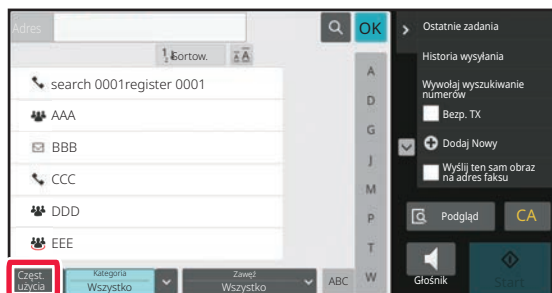 Adres
OK
Sortow.
search 0001register 0001
AAA
BBB
CCC
DDD
EEE
A
D
G
J
M
P
T
W
Częst.
użycia
Kategoria
Wszystko
Zawęź
Wszystko
ABC
Ostatnie zadania
Historia wysyłania
Wywołaj wyszukiwanie
numerów
Bezp. TX
Dodaj Nowy
Wyślij ten sam obraz
na adres faksu
Podgląd
CA
Głośnik
Start